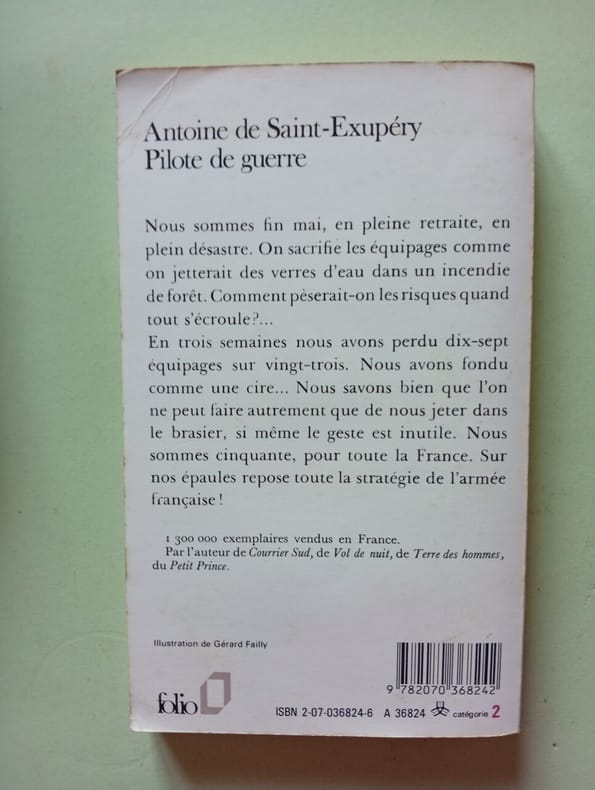 Antoine de Saint-Exupéry
Pilote de guerre
Nous sommes fin mai, en pleine retraite, en
plein désastre. On sacrifie les équipages comme
on jetterait des verres d'eau dans un incendie
de forêt. Comment pèserait-on les risques quand
tout s'écroule?...
En trois semaines nous avons perdu dix-sept
équipages sur vingt-trois. Nous avons fondu
comme une cire... Nous savons bien que l'on
ne peut faire autrement que de nous jeter dans
le brasier, si même le geste est inutile. Nous
sommes cinquante, pour toute la France. Sur
nos épaules repose toute la stratégie de l'armée
française!
1 300 000 exemplaires vendus en France.
Par l'auteur de Courrier Sud, de Vol de nuit, de Terre des hommes,
du Petit Prince.
Illustration de Gérard Failly
9 782070 368242
folio
ISBN 2-07-036824-6 A 36824 catégorie 2